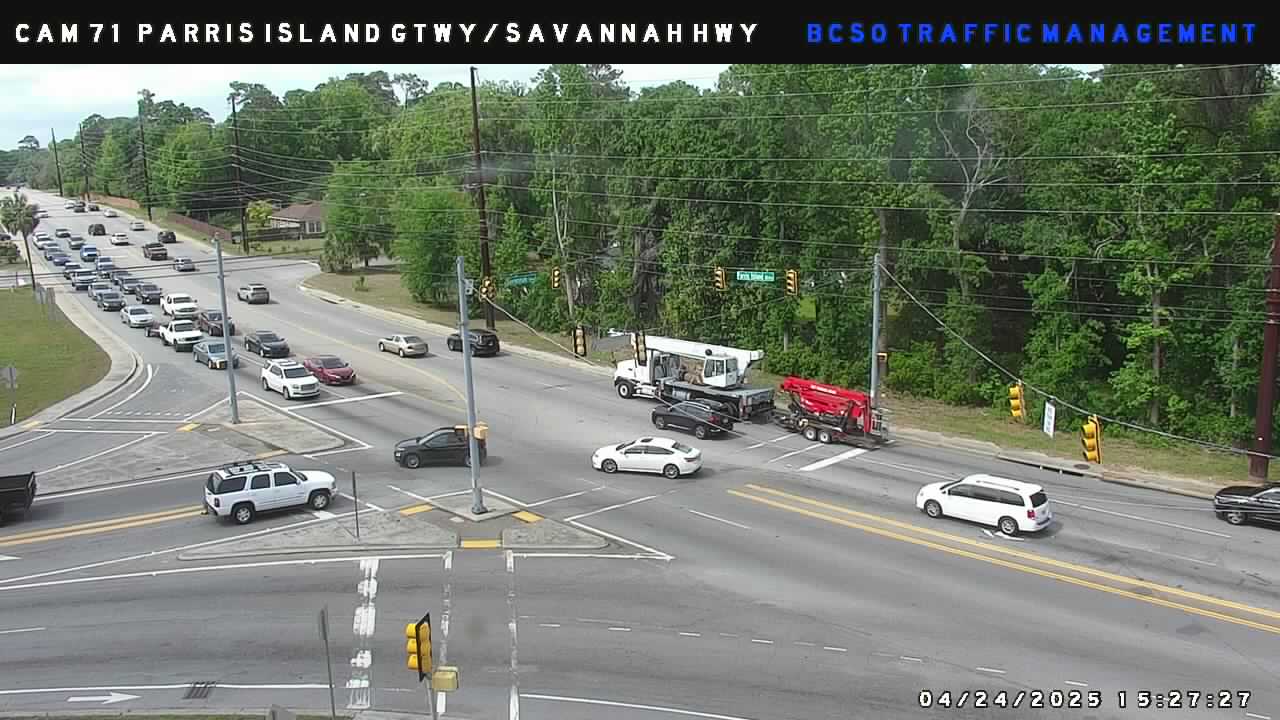 CAM 71 PARRIS ISLAND GTWY/SAVANNAH HWY BCSO TRAFFIC MANAGEMENT
04/24/2025 15:27:27